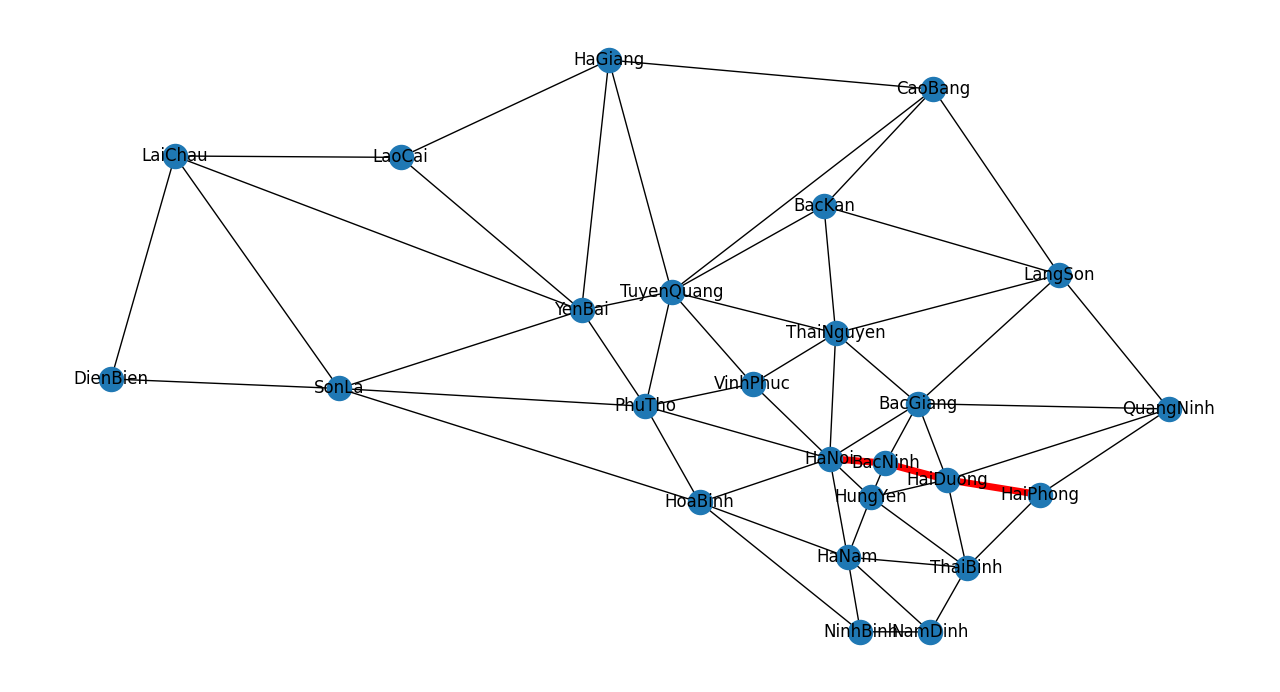 HaGiang
CaoBang
LaiChau
LaoCai
BacKan
LangSon
TuyenQuang
YenBai
ThaiNguyen
DienBien
SonLa
VinhPhuc
PhuTho
BacGiang
QuangNinh
HaNoi
BacNinh
HaiDuong
HoaBinh
HungYen
HaiPhong
HaNam
ThaiBinh
NinhBinh
NamDinh